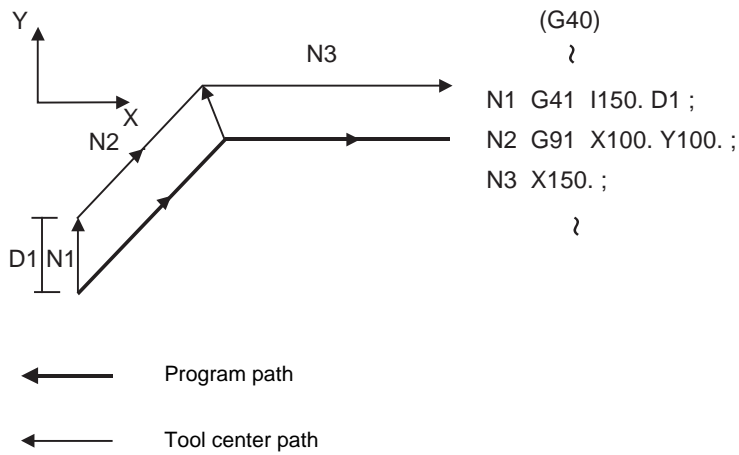 Y
X
N3
N2
D1 N1
(G40)
~
N1 G41 I150. D1 ;
N2 G91 X100. Y100. ;
N3 X150. ;
~
Program path
Tool center path